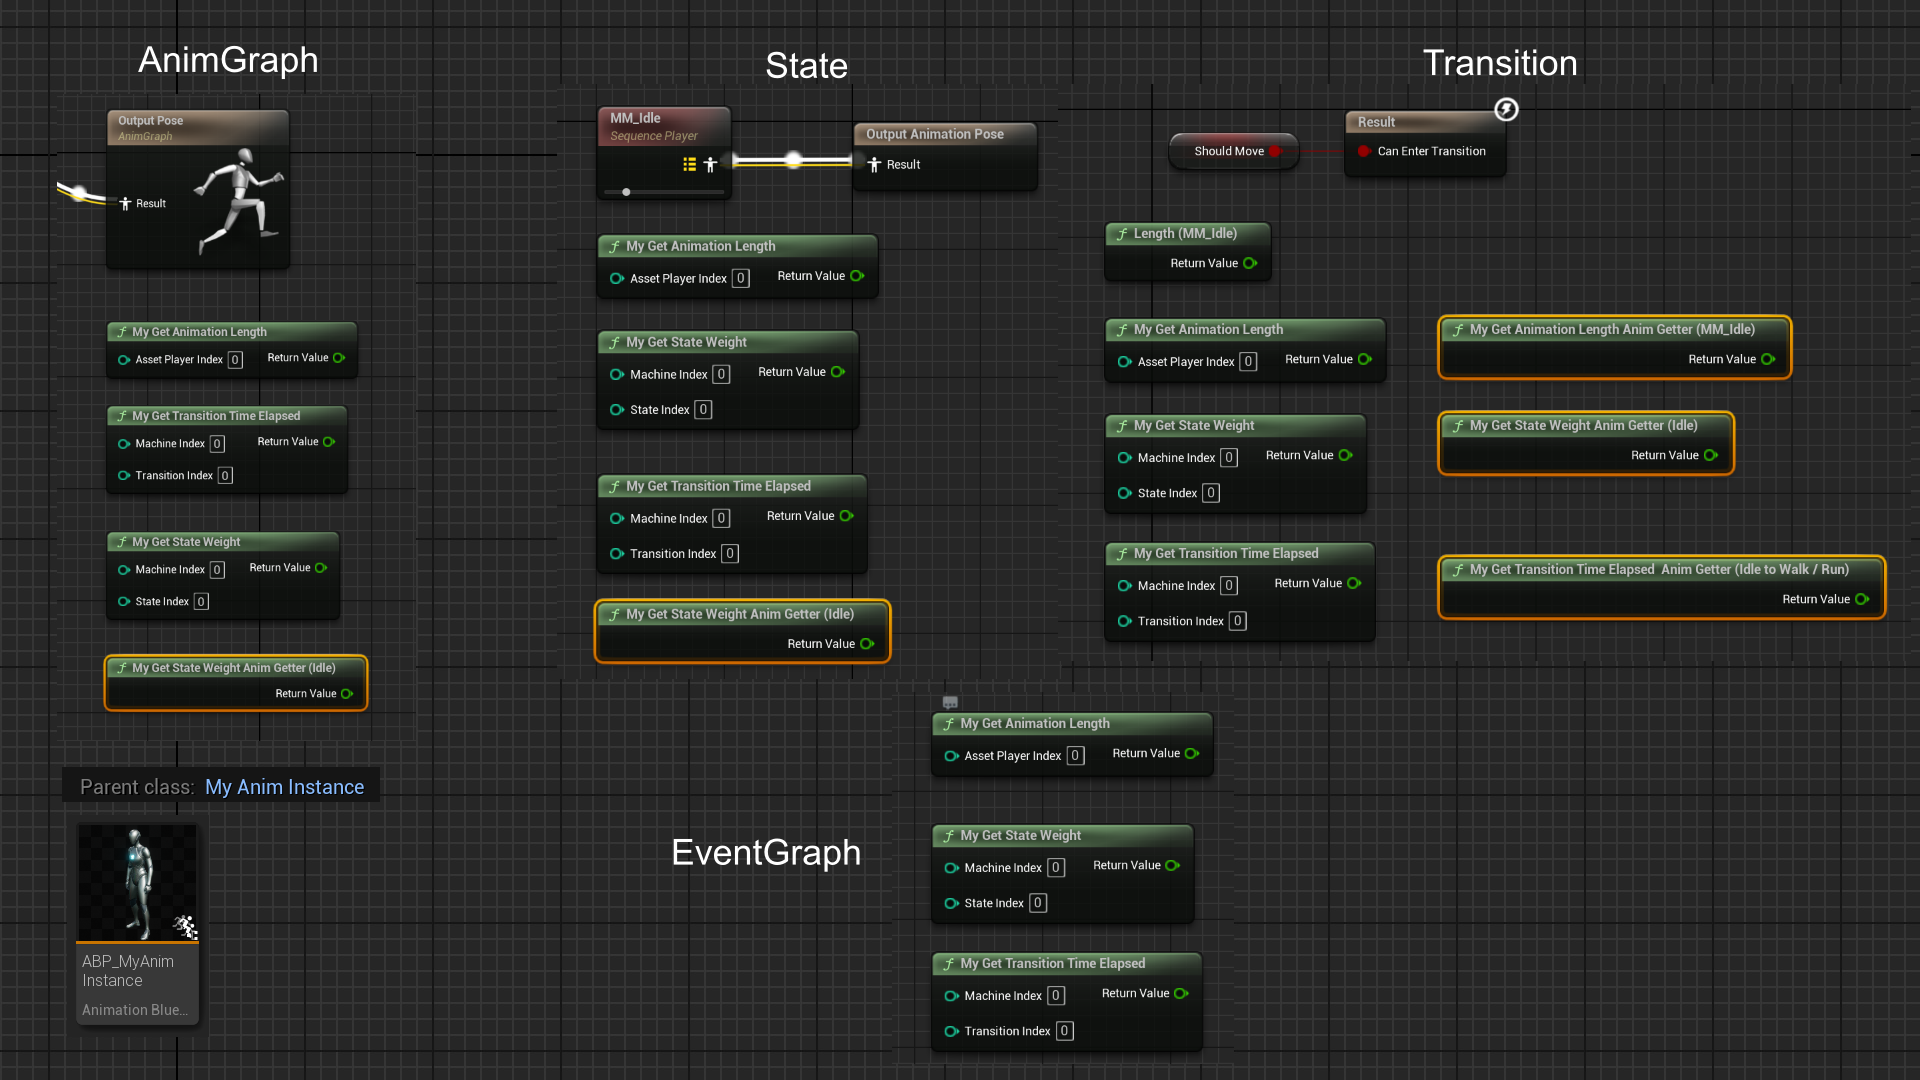 AnimGraph
Output Pose
AnimGraph
Result
My Get Animation Length
Asset Player Index 0 Return Value
My Get Transition Time Elapsed
Machine Index 0 Return Value
Transition Index 0
My Get State Weight
Machine Index 0 Return Value
State Index 0
My Get State Weight Anim Getter (Idle)
Return Value
Parent class: My Anim Instance
ABP_MyAnim
Instance
Animation Blue...
State
MM_Idle
Sequence Player
Output Animation Pose
Result
My Get Animation Length
Asset Player Index 0 Return Value
My Get State Weight
Machine Index 0 Return Value
State Index 0
My Get Transition Time Elapsed
Machine Index 0 Return Value
Transition Index 0
My Get State Weight Anim Getter (Idle)
Return Value
Transition
Should Move
Result
Can Enter Transition
Length (MM_Idle)
Return Value
My Get Animation Length
Asset Player Index 0 Return Value
My Get Animation Length Anim Getter (MM_Idle)
Return Value
My Get State Weight
Machine Index 0 Return Value
State Index 0
My Get State Weight Anim Getter (Idle)
Return Value
My Get Transition Time Elapsed
Machine Index 0 Return Value
Transition Index 0
My Get Transition Time Elapsed  Anim Getter (Idle to Walk / Run)
Return Value
EventGraph
My Get Animation Length
Asset Player Index 0 Return Value
My Get State Weight
Machine Index 0 Return Value
State Index 0
My Get Transition Time Elapsed
Machine Index 0 Return Value
Transition Index 0